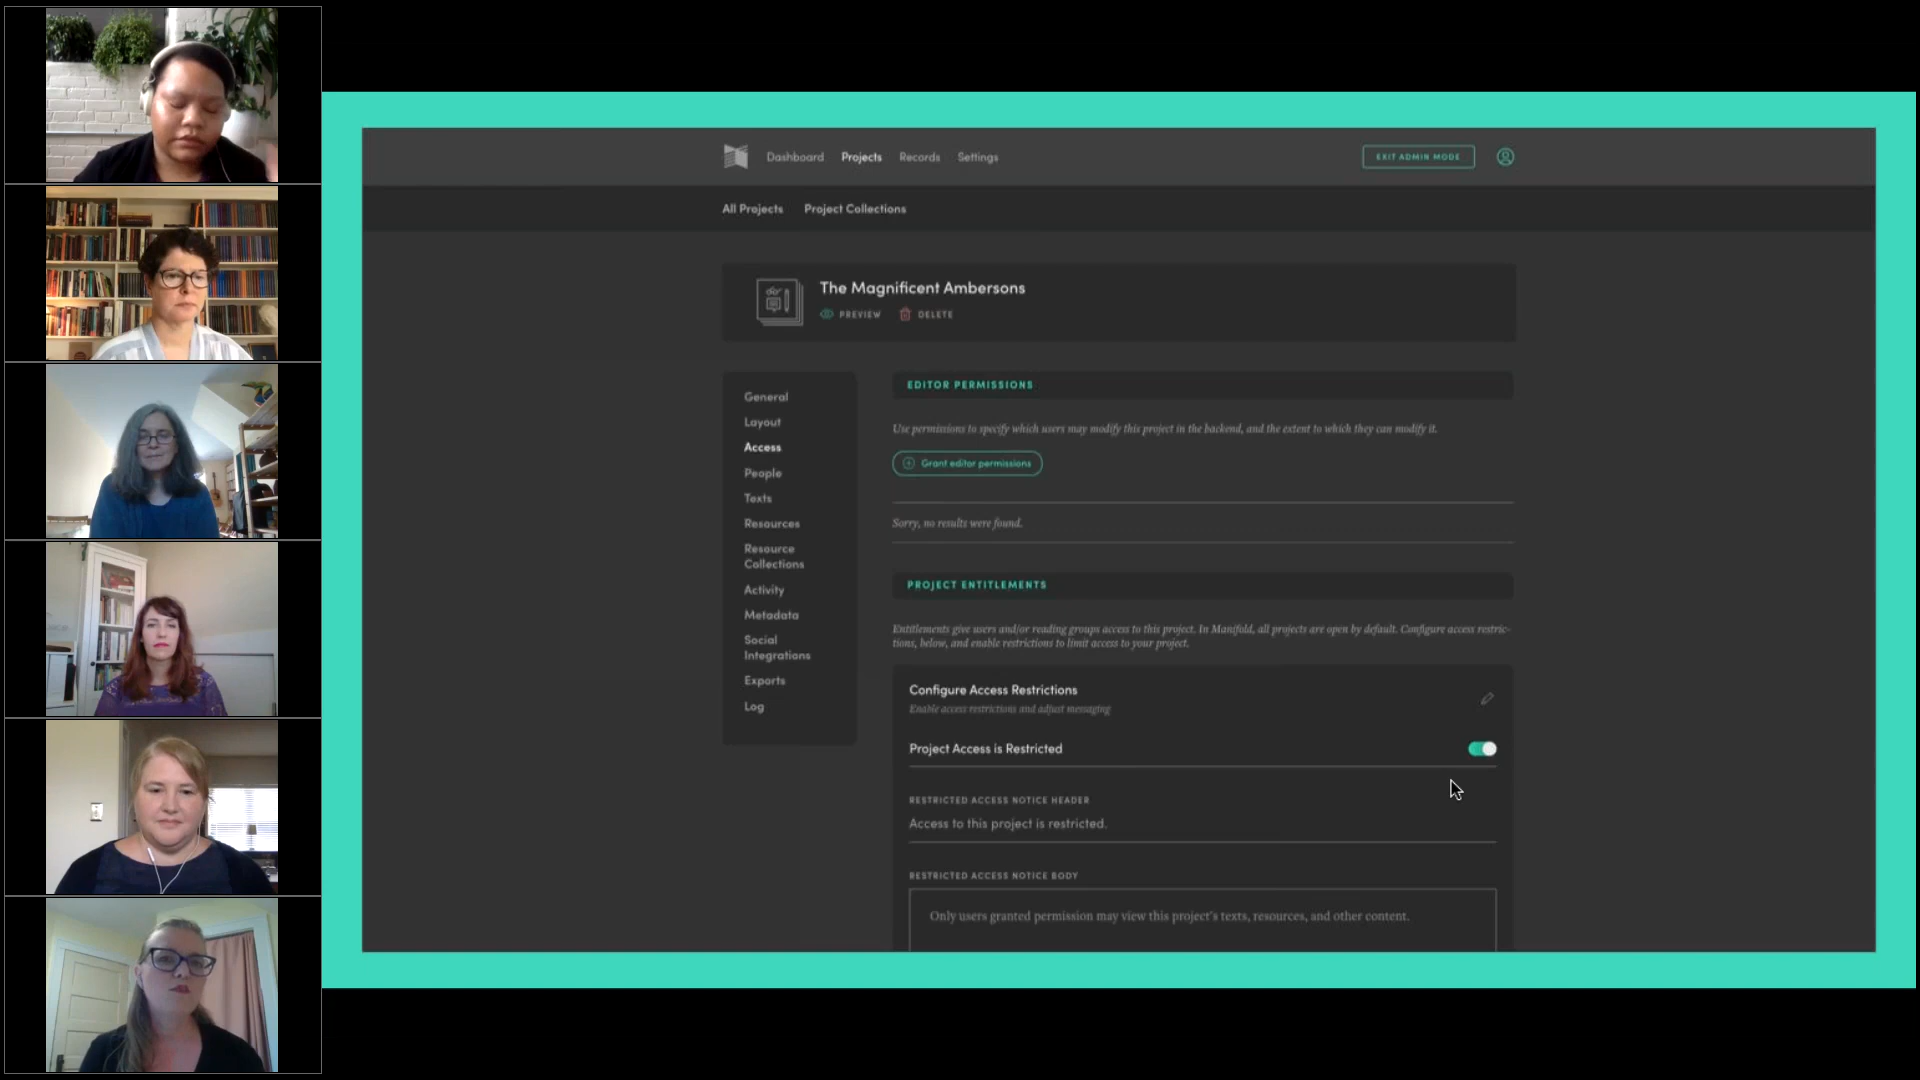 Dashboard Projects Records Settings EXIT ADMIN MODE
All Projects Project Collections
The Magnificent Ambersons
PREVIEW DELETE
General
Layout
Access
People
Texts
Resources
Resource
Collections
Activity
Metadata
Social
Integrations
Exports
Log
EDITOR PERMISSIONS
Use permissions to specify which users may modify this project in the backend, and the extent to which they can modify it.
Grant editor permissions
Sorry, no results were found.
PROJECT ENTITLEMENTS
Entitlements give users and/or reading groups access to this project. In Manifold, all projects are open by default. Configure access restric-
tions, below, and enable restrictions to limit access to your project.
Configure Access Restrictions
Enable access restrictions and adjust messaging
Project Access is Restricted
RESTRICTED ACCESS NOTICE HEADER
Access to this project is restricted.
RESTRICTED ACCESS NOTICE BODY
Only users granted permission may view this project's texts, resources, and other content.